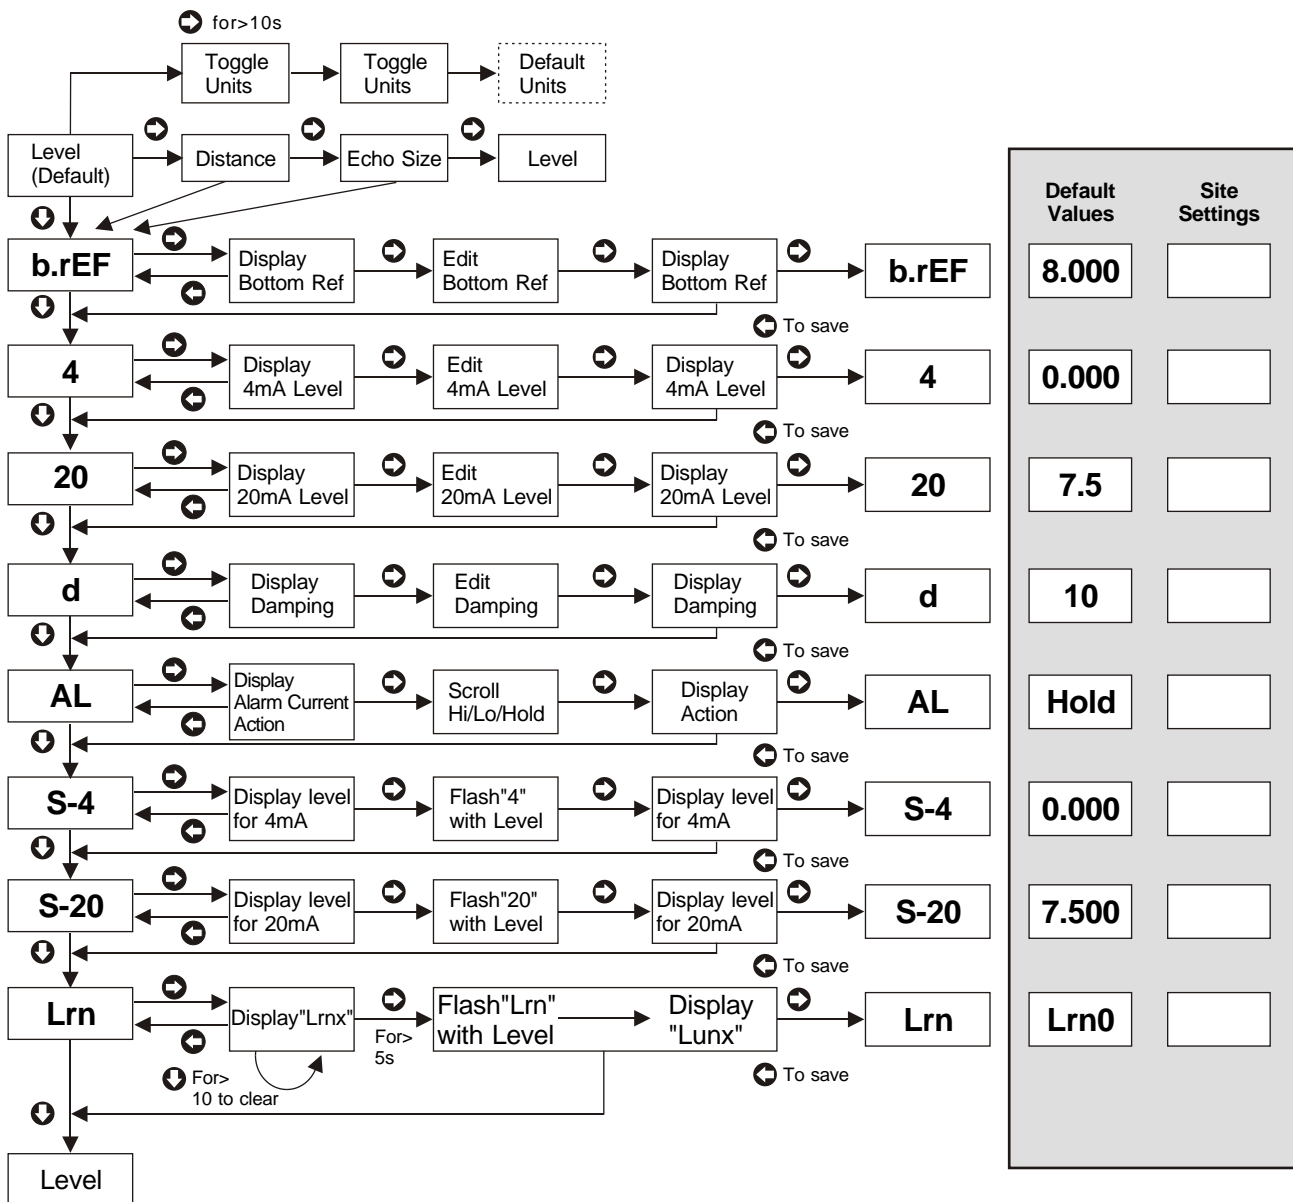 for>10s
Toggle
Units
Toggle
Units
Default
Units
Level
(Default)
Distance
Echo Size
Level
Default
Values
Site
Settings
b.rEF
Display
Bottom Ref
Edit
Bottom Ref
Display
Bottom Ref
b.rEF
8.000
To save
4
Display
4mA Level
Edit
4mA Level
Display
4mA Level
4
0.000
To save
20
Display
20mA Level
Edit
20mA Level
Display
20mA Level
20
7.5
To save
d
Display
Damping
Edit
Damping
Display
Damping
d
10
To save
AL
Display
Alarm Current
Action
Scroll
Hi/Lo/Hold
Display
Action
AL
Hold
To save
S-4
Display level
for 4mA
Flash"4"
with Level
Display level
for 4mA
S-4
0.000
To save
S-20
Display level
for 20mA
Flash"20"
with Level
Display level
for 20mA
S-20
7.500
To save
Lrn
Display"Lrnx"
For>
5s
Flash"Lrn"
with Level
Display
"Lunx"
Lrn
Lrn0
For>
10 to clear
To save
Level